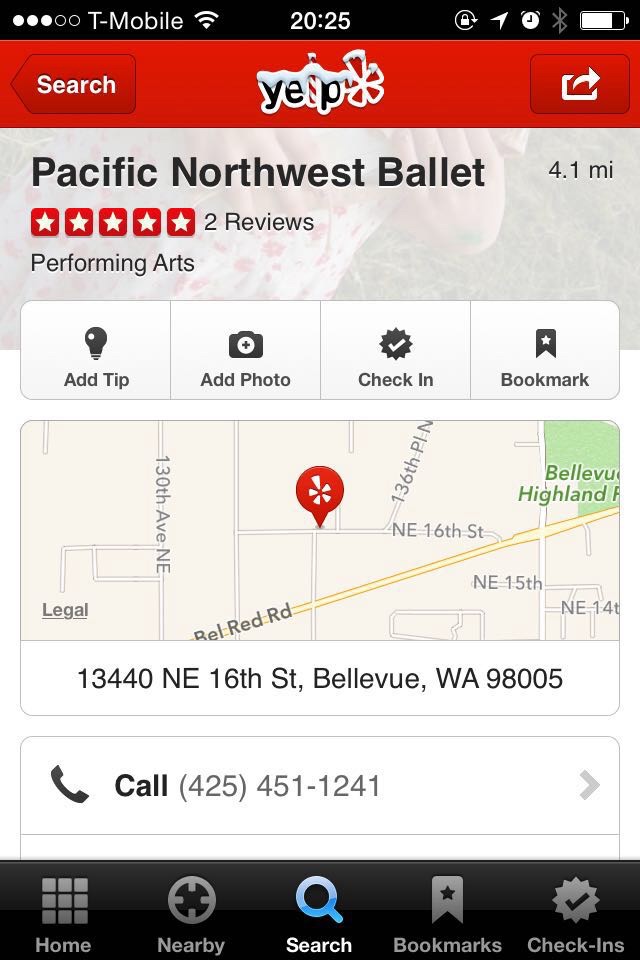 T-Mobile 20:25
Search yelp
Pacific Northwest Ballet 4.1 mi
2 Reviews
Performing Arts
Add Tip Add Photo Check In Bookmark
130th Ave NE
136th Pl N
Bellevue
Highland P
NE 16th St
NE 15th
NE 14t
Legal
Bel Red Rd
13440 NE 16th St, Bellevue, WA 98005
Call (425) 451-1241
Home Nearby Search Bookmarks Check-Ins